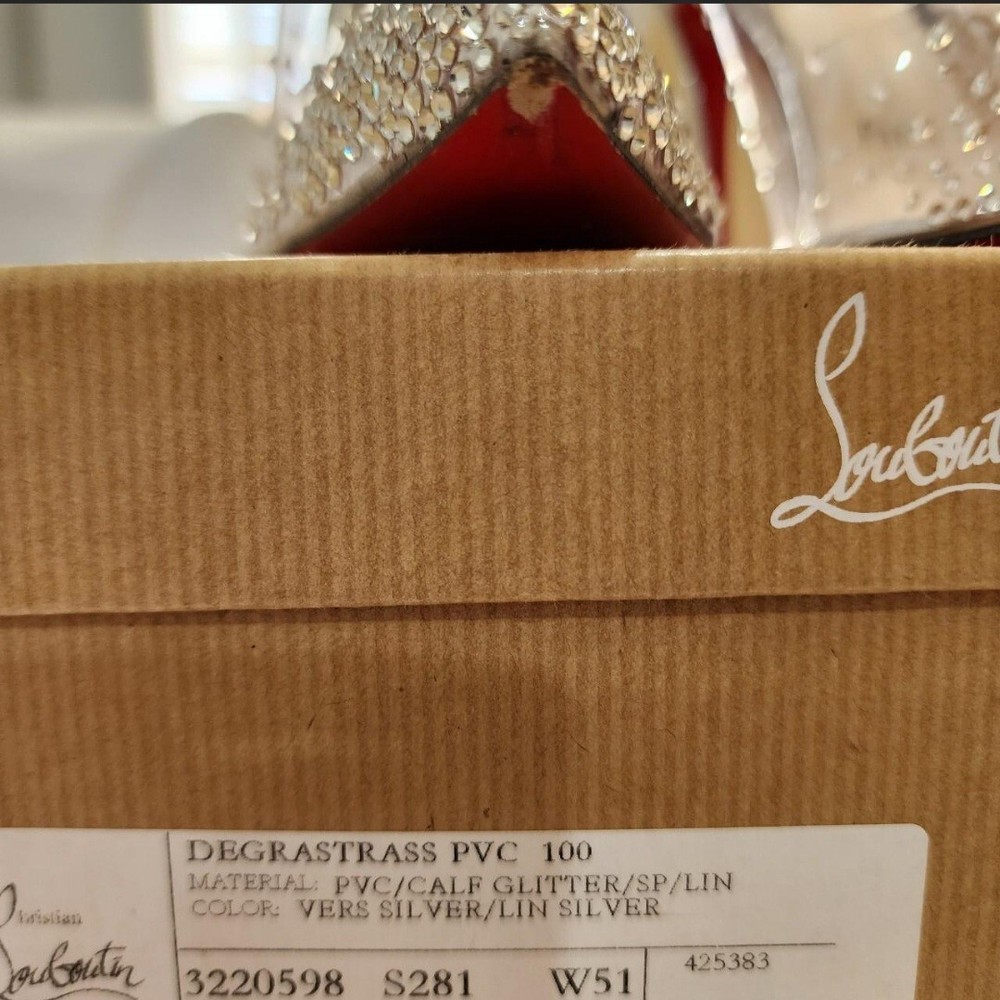 Louboutin
DEGRASTRASS PVC 100
MATERIAL: PVC/CALF GLITTER/SP/LIN
COLOR: VERS SILVER/LIN SILVER
Christian
Louboutin
3220598 S281 W51
425383